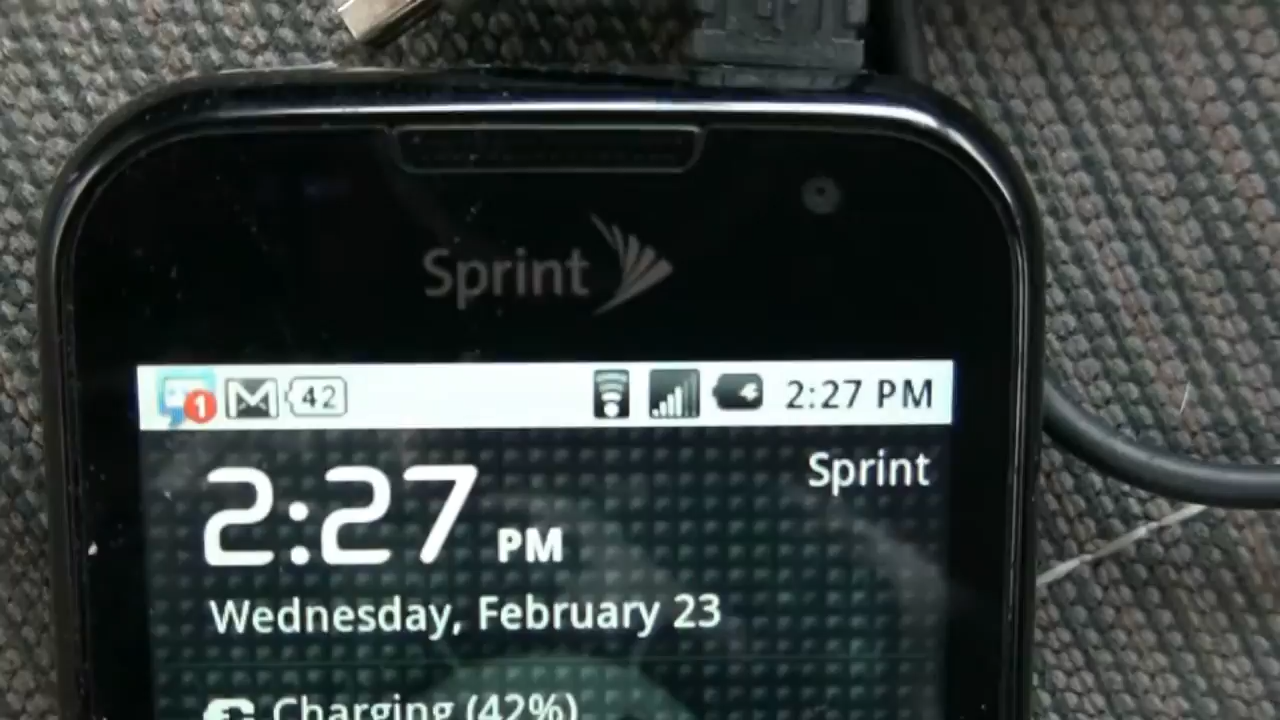 Sprint
1 42 2:27 PM
Sprint
2:27 PM
Wednesday, February 23
Charging (42%)